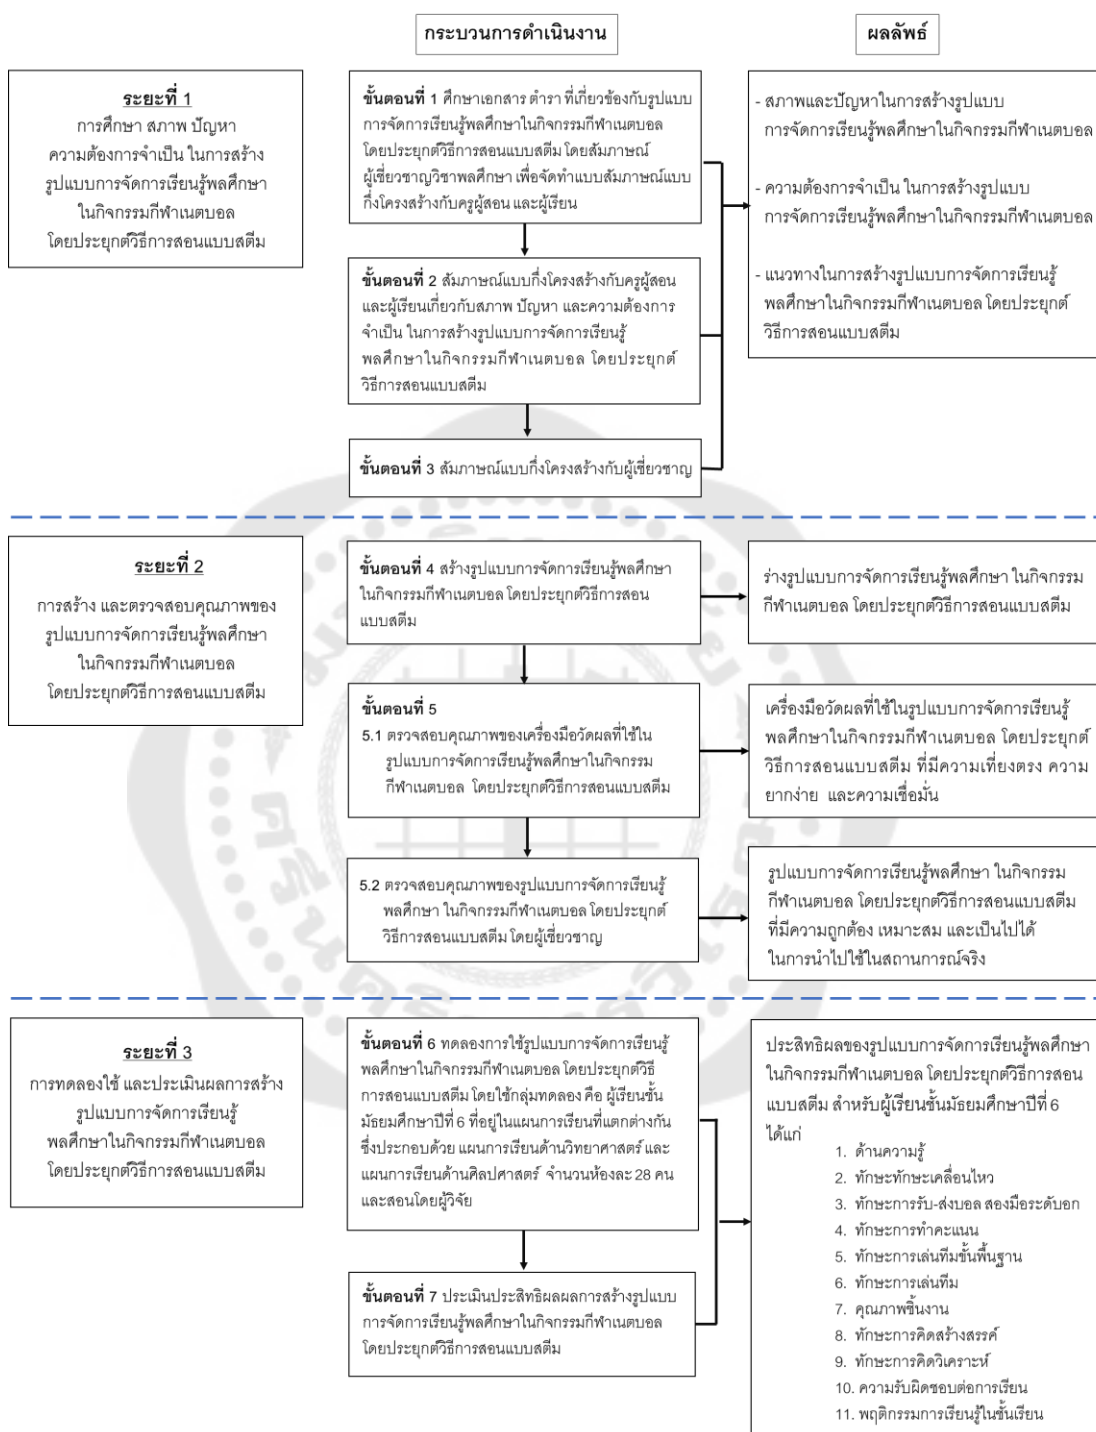 กระบวนการดำเนินงาน
ผลลัพธ์
ระยะที่ 1
การศึกษา สภาพ ปัญหา
ความต้องการจำเป็น ในการสร้าง
รูปแบบการจัดการเรียนรู้พลศึกษา
ในกิจกรรมกีฬาเนตบอล
โดยประยุกต์วิธีการสอนแบบสตีม
ขั้นตอนที่ 1 ศึกษาเอกสาร ตำรา ที่เกี่ยวข้องกับรูปแบบ
การจัดการเรียนรู้พลศึกษาในกิจกรรมกีฬาเนตบอล
โดยประยุกต์วิธีการสอนแบบสตีม โดยสัมภาษณ์
ผู้เชี่ยวชาญวิชาพลศึกษา เพื่อจัดทำแบบสัมภาษณ์แบบ
กึ่งโครงสร้างกับครูผู้สอน และผู้เรียน
ขั้นตอนที่ 2 สัมภาษณ์แบบกึ่งโครงสร้างกับครูผู้สอน
และผู้เรียนเกี่ยวกับสภาพ ปัญหา และความต้องการ
จำเป็น ในการสร้างรูปแบบการจัดการเรียนรู้
พลศึกษาในกิจกรรมกีฬาเนตบอล โดยประยุกต์
วิธีการสอนแบบสตีม
ขั้นตอนที่ 3 สัมภาษณ์แบบกึ่งโครงสร้างกับผู้เชี่ยวชาญ
- สภาพและปัญหาในการสร้างรูปแบบ
การจัดการเรียนรู้พลศึกษาในกิจกรรมกีฬาเนตบอล
- ความต้องการจำเป็น ในการสร้างรูปแบบ
การจัดการเรียนรู้พลศึกษาในกิจกรรมกีฬาเนตบอล
- แนวทางในการสร้างรูปแบบการจัดการเรียนรู้
พลศึกษาในกิจกรรมกีฬาเนตบอล โดยประยุกต์
วิธีการสอนแบบสตีม
ระยะที่ 2
การสร้าง และตรวจสอบคุณภาพของ
รูปแบบการจัดการเรียนรู้พลศึกษา
ในกิจกรรมกีฬาเนตบอล
โดยประยุกต์วิธีการสอนแบบสตีม
ขั้นตอนที่ 4 สร้างรูปแบบการจัดการเรียนรู้พลศึกษา
ในกิจกรรมกีฬาเนตบอล โดยประยุกต์วิธีการสอน
แบบสตีม
ร่างรูปแบบการจัดการเรียนรู้พลศึกษา ในกิจกรรม
กีฬาเนตบอล โดยประยุกต์วิธีการสอนแบบสตีม
ขั้นตอนที่ 5
5.1 ตรวจสอบคุณภาพของเครื่องมือวัดผลที่ใช้ใน
รูปแบบการจัดการเรียนรู้พลศึกษาในกิจกรรม
กีฬาเนตบอล โดยประยุกต์วิธีการสอนแบบสตีม
เครื่องมือวัดผลที่ใช้ในรูปแบบการจัดการเรียนรู้
พลศึกษาในกิจกรรมกีฬาเนตบอล โดยประยุกต์
วิธีการสอนแบบสตีม ที่มีความเที่ยงตรง ความ
ยากง่าย และความเชื่อมั่น
5.2 ตรวจสอบคุณภาพของรูปแบบการจัดการเรียนรู้
พลศึกษา ในกิจกรรมกีฬาเนตบอล โดยประยุกต์
วิธีการสอนแบบสตีม โดยผู้เชี่ยวชาญ
รูปแบบการจัดการเรียนรู้พลศึกษา ในกิจกรรม
กีฬาเนตบอล โดยประยุกต์วิธีการสอนแบบสตีม
ที่มีความถูกต้อง เหมาะสม และเป็นไปได้
ในการนำไปใช้ในสถานการณ์จริง
ระยะที่ 3
การทดลองใช้ และประเมินผลการสร้าง
รูปแบบการจัดการเรียนรู้
พลศึกษาในกิจกรรมกีฬาเนตบอล
โดยประยุกต์วิธีการสอนแบบสตีม
ขั้นตอนที่ 6 ทดลองการใช้รูปแบบการจัดการเรียนรู้
พลศึกษาในกิจกรรมกีฬาเนตบอล โดยประยุกต์วิธี
การสอนแบบสตีม โดยใช้กลุ่มทดลอง คือ ผู้เรียนชั้น
มัธยมศึกษาปีที่ 6 ที่อยู่ในแผนการเรียนที่แตกต่างกัน
ซึ่งประกอบด้วย แผนการเรียนด้านวิทยาศาสตร์ และ
แผนการเรียนด้านศิลปศาสตร์ จำนวนห้องละ 28 คน
และสอนโดยผู้วิจัย
ขั้นตอนที่ 7 ประเมินประสิทธิผลผลการสร้างรูปแบบ
การจัดการเรียนรู้พลศึกษาในกิจกรรมกีฬาเนตบอล
โดยประยุกต์วิธีการสอนแบบสตีม
ประสิทธิผลของรูปแบบการจัดการเรียนรู้พลศึกษา
ในกิจกรรมกีฬาเนตบอล โดยประยุกต์วิธีการสอน
แบบสตีม สำหรับผู้เรียนชั้นมัธยมศึกษาปีที่ 6
ได้แก่
1. ด้านความรู้
2. ทักษะทักษะเคลื่อนไหว
3. ทักษะการรับ-ส่งบอล สองมือระดับอก
4. ทักษะการทำคะแนน
5. ทักษะการเล่นทีมขั้นพื้นฐาน
6. ทักษะการเล่นทีม
7. คุณภาพชิ้นงาน
8. ทักษะการคิดสร้างสรรค์
9. ทักษะการคิดวิเคราะห์
10. ความรับผิดชอบต่อการเรียน
11. พฤติกรรมการเรียนรู้ในชั้นเรียน